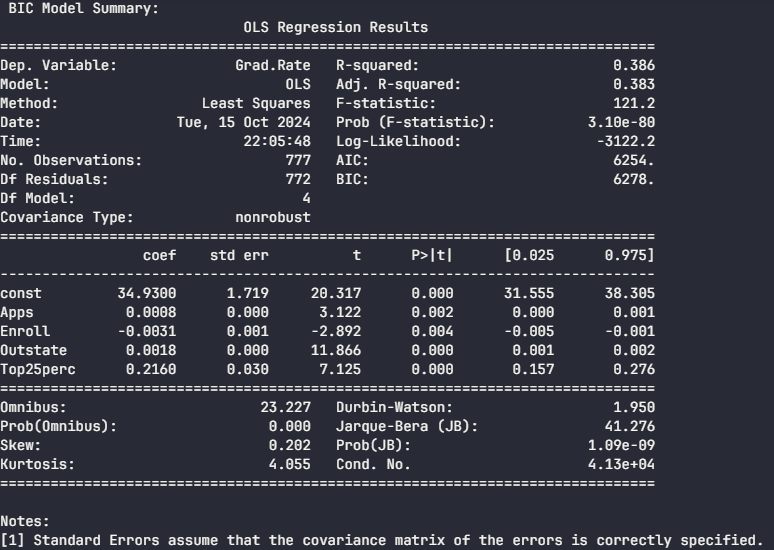 BIC Model Summary:
                            OLS Regression Results
==============================================================================
Dep. Variable:              Grad.Rate   R-squared:                       0.386
Model:                            OLS   Adj. R-squared:                  0.383
Method:                 Least Squares   F-statistic:                     121.2
Date:                Tue, 15 Oct 2024   Prob (F-statistic):           3.10e-80
Time:                        22:05:48   Log-Likelihood:                -3122.2
No. Observations:                 777   AIC:                             6254.
Df Residuals:                     772   BIC:                             6278.
Df Model:                           4
Covariance Type:            nonrobust
==============================================================================
                 coef    std err          t      P>|t|      [0.025      0.975]
------------------------------------------------------------------------------
const         34.9300      1.719     20.317      0.000      31.555      38.305
Apps           0.0008      0.000      3.122      0.002       0.000       0.001
Enroll        -0.0031      0.001     -2.892      0.004      -0.005      -0.001
Outstate       0.0018      0.000     11.866      0.000       0.001       0.002
Top25perc      0.2160      0.030      7.125      0.000       0.157       0.276
==============================================================================
Omnibus:                       23.227   Durbin-Watson:                   1.950
Prob(Omnibus):                  0.000   Jarque-Bera (JB):               41.276
Skew:                           0.202   Prob(JB):                     1.09e-09
Kurtosis:                       4.055   Cond. No.                     4.13e+04
==============================================================================
Notes:
[1] Standard Errors assume that the covariance matrix of the errors is correctly specified.